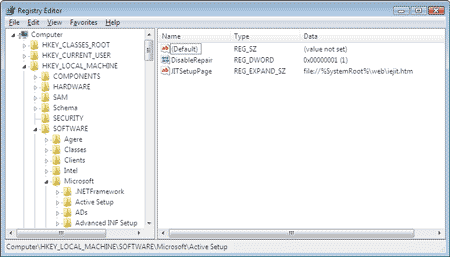 Registry Editor
File Edit View Favorites Help
Computer
HKEY_CLASSES_ROOT
HKEY_CURRENT_USER
HKEY_LOCAL_MACHINE
COMPONENTS
HARDWARE
SAM
Schema
SECURITY
SOFTWARE
Agere
Classes
Clients
Intel
Microsoft
.NETFramework
Active Setup
ADs
Advanced INF Setup
Name Type Data
(Default) REG_SZ (value not set)
DisableRepair REG_DWORD 0x00000001 (1)
JITSetupPage REG_EXPAND_SZ file://%SystemRoot%\web\iejit.htm
Computer\HKEY_LOCAL_MACHINE\SOFTWARE\Microsoft\Active Setup